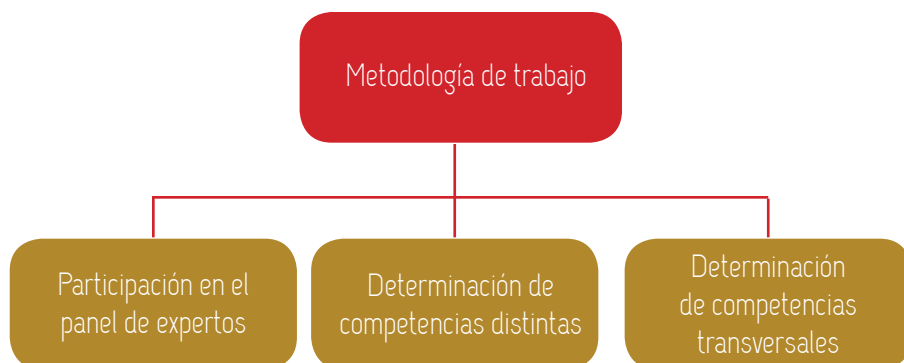 Metodología de trabajo
Participación en el
panel de expertos
Determinación de
competencias distintas
Determinación
de competencias
transversales